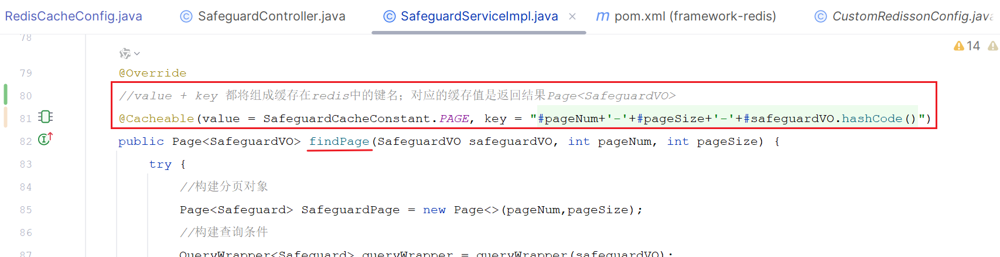 RedisCacheConfig.java SafeguardController.java SafeguardServiceImpl.java × pom.xml (framework-redis) CustomRedissonConfig.java
78
14
79 @Override
80 //value + key 都将组成缓存在redis中的键名；对应的缓存值是返回结果Page<SafeguardVO>
81 @Cacheable(value = SafeguardCacheConstant.PAGE, key = "#pageNum+'-'+#pageSize+'-'+#safeguardVO.hashCode()")
82 public Page<SafeguardVO> findPage(SafeguardVO safeguardVO, int pageNum, int pageSize) {
83 try {
84 //构建分页对象
85 Page<Safeguard> SafeguardPage = new Page<>(pageNum,pageSize);
86 //构建查询条件
87 QueryWrapper<Safeguard> queryWrapper = queryWrapper(safeguardVO);